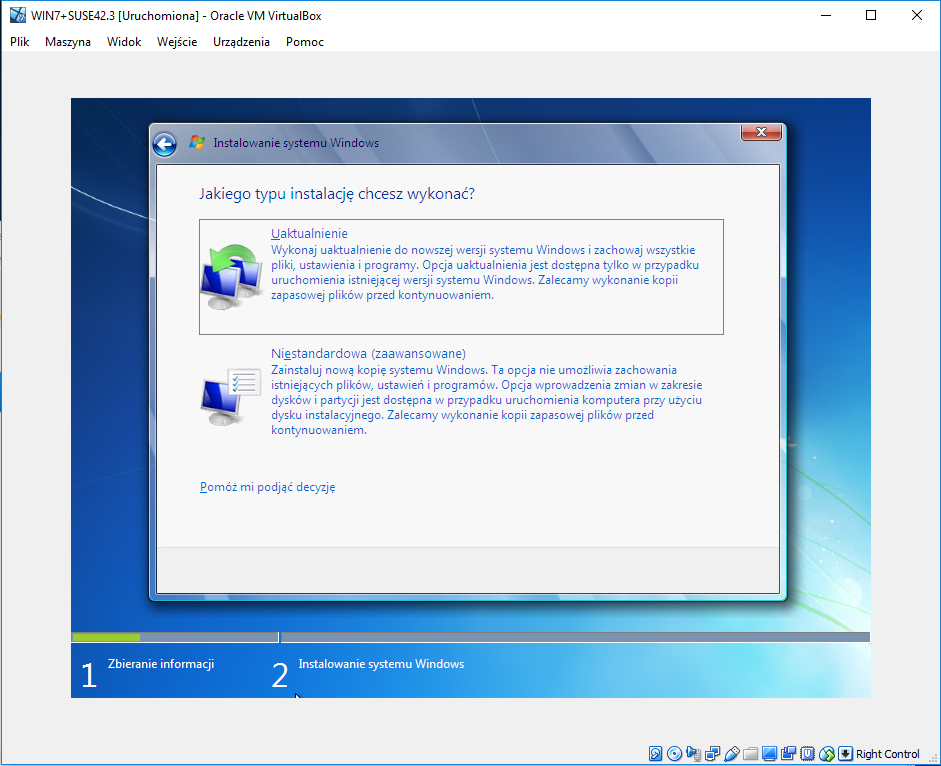 WIN7+SUSE42.3 [Uruchomiona] - Oracle VM VirtualBox
Plik Maszyna Widok Wejście Urządzenia Pomoc
Instalowanie systemu Windows
Jakiego typu instalację chcesz wykonać?
Uaktualnienie
Wykonaj uaktualnienie do nowszej wersji systemu Windows i zachowaj wszystkie
pliki, ustawienia i programy. Opcja uaktualnienia jest dostępna tylko w przypadku
uruchomienia istniejącej wersji systemu Windows. Zalecamy wykonanie kopii
zapasowej plików przed kontynuowaniem.
Niestandardowa (zaawansowane)
Zainstaluj nową kopię systemu Windows. Ta opcja nie umożliwia zachowania
istniejących plików, ustawień i programów. Opcja wprowadzenia zmian w zakresie
dysków i partycji jest dostępna w przypadku uruchomienia komputera przy użyciu
dysku instalacyjnego. Zalecamy wykonanie kopii zapasowej plików przed
kontynuowaniem.
Pomóż mi podjąć decyzję
1 Zbieranie informacji
2 Instalowanie systemu Windows
Right Control